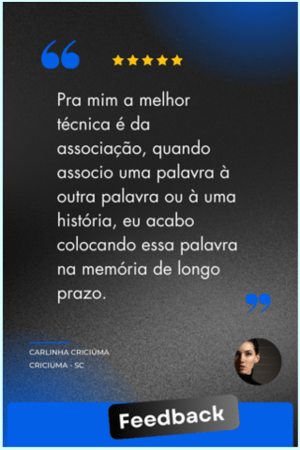 Pra mim a melhor
técnica é da
associação, quando
associo uma palavra à
outra palavra ou à uma
história, eu acabo
colocando essa palavra
na memória de longo
prazo.
CARLINHA CRICIÚMA
CRICIÚMA - SC
Feedback